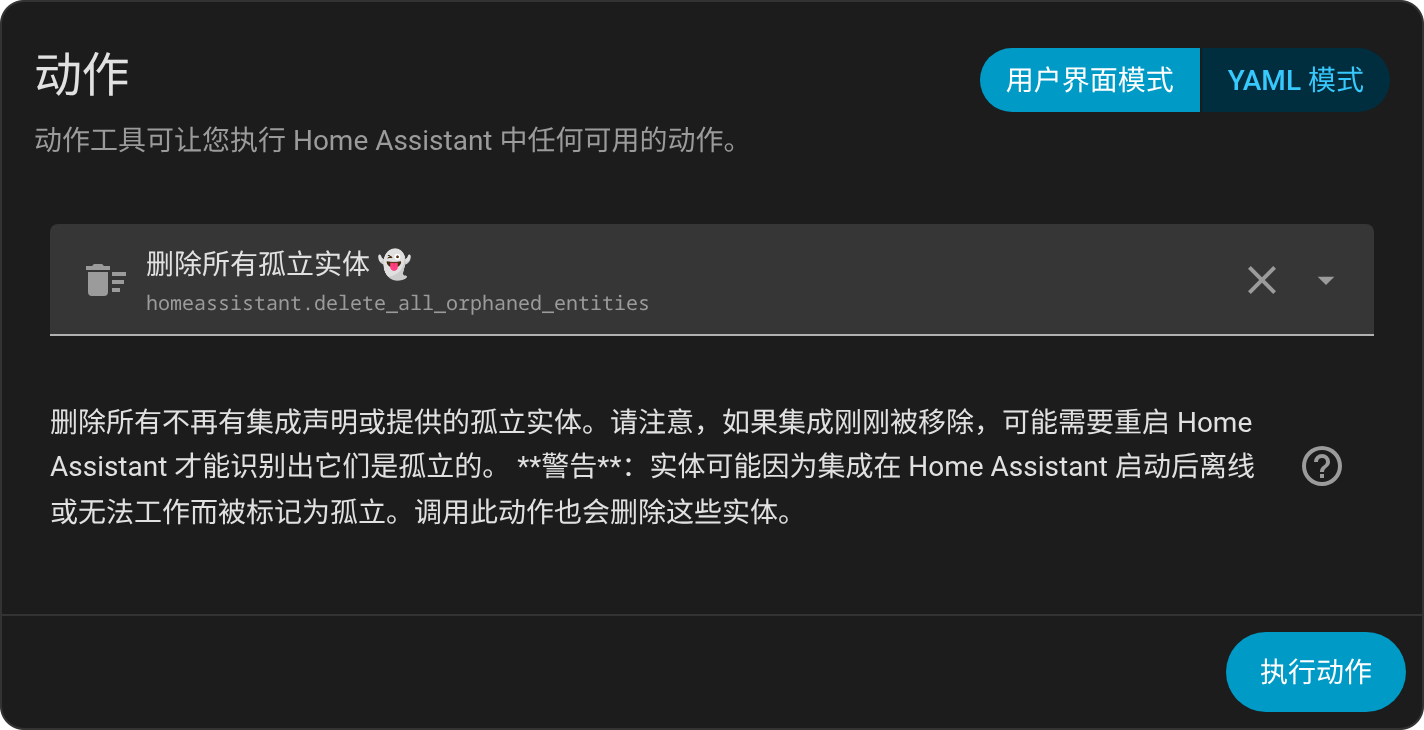 动作
用户界面模式
YAML 模式
动作工具可让您执行 Home Assistant 中任何可用的动作。
删除所有孤立实体 👻
homeassistant.delete_all_orphaned_entities
删除所有不再有集成声明或提供的孤立实体。请注意，如果集成刚刚被移除，可能需要重启 Home
Assistant 才能识别出它们是孤立的。 **警告**：实体可能因为集成在 Home Assistant 启动后离线
或无法工作而被标记为孤立。调用此动作也会删除这些实体。
执行动作